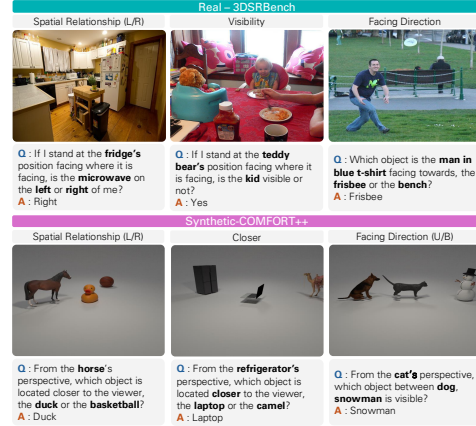 Real – 3DSRBench
Spatial Relationship (L/R)
Visibility
Facing Direction
Q : If I stand at the fridge's
position facing where it is
facing, is the microwave on
the left or right of me?
A : Right
Q : If I stand at the teddy
bear's position facing where it
is facing, is the kid visible or
not?
A : Yes
Q : Which object is the man in
blue t-shirt facing towards, the
frisbee or the bench?
A : Frisbee
Synthetic-COMFORT++
Spatial Relationship (L/R)
Closer
Facing Direction (U/B)
Q : From the horse's
perspective, which object is
located closer to the viewer,
the duck or the basketball?
A : Duck
Q : From the refrigerator's
perspective, which object is
located closer to the viewer,
the laptop or the camel?
A : Laptop
Q : From the cat's perspective,
which object between dog,
snowman is visible?
A : Snowman